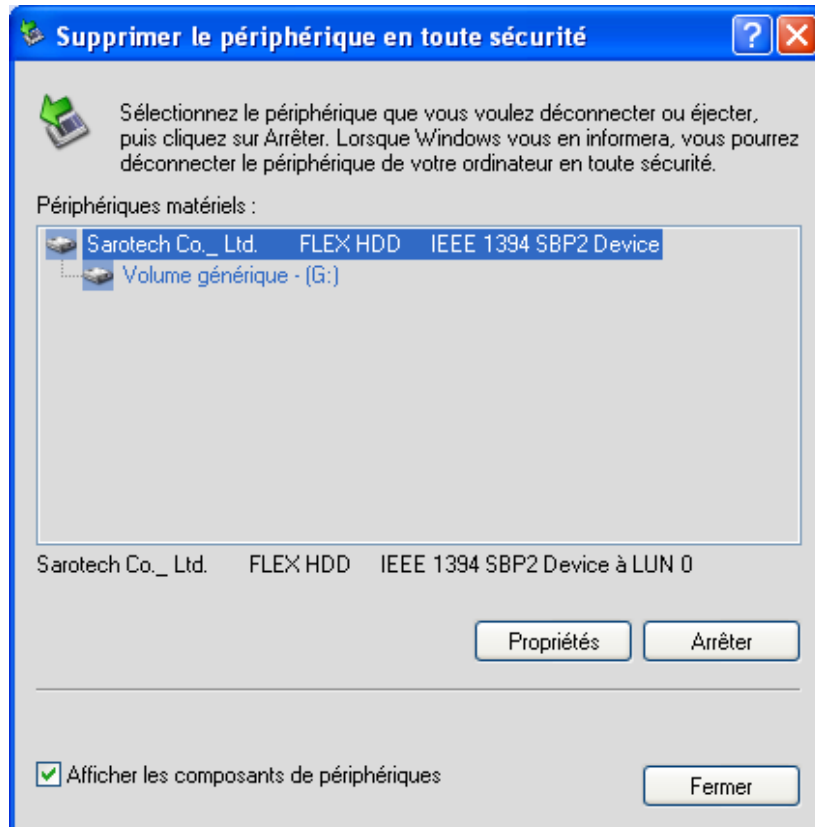 Supprimer le périphérique en toute sécurité
Sélectionnez le périphérique que vous voulez déconnecter ou éjecter,
puis cliquez sur Arrêter. Lorsque Windows vous en informera, vous pourrez
déconnecter le périphérique de votre ordinateur en toute sécurité.
Périphériques matériels :
Sarotech Co._ Ltd. FLEX HDD IEEE 1394 SBP2 Device
Volume générique - (G:)
Sarotech Co._ Ltd. FLEX HDD IEEE 1394 SBP2 Device à LUN 0
Propriétés Arrêter
Afficher les composants de périphériques
Fermer